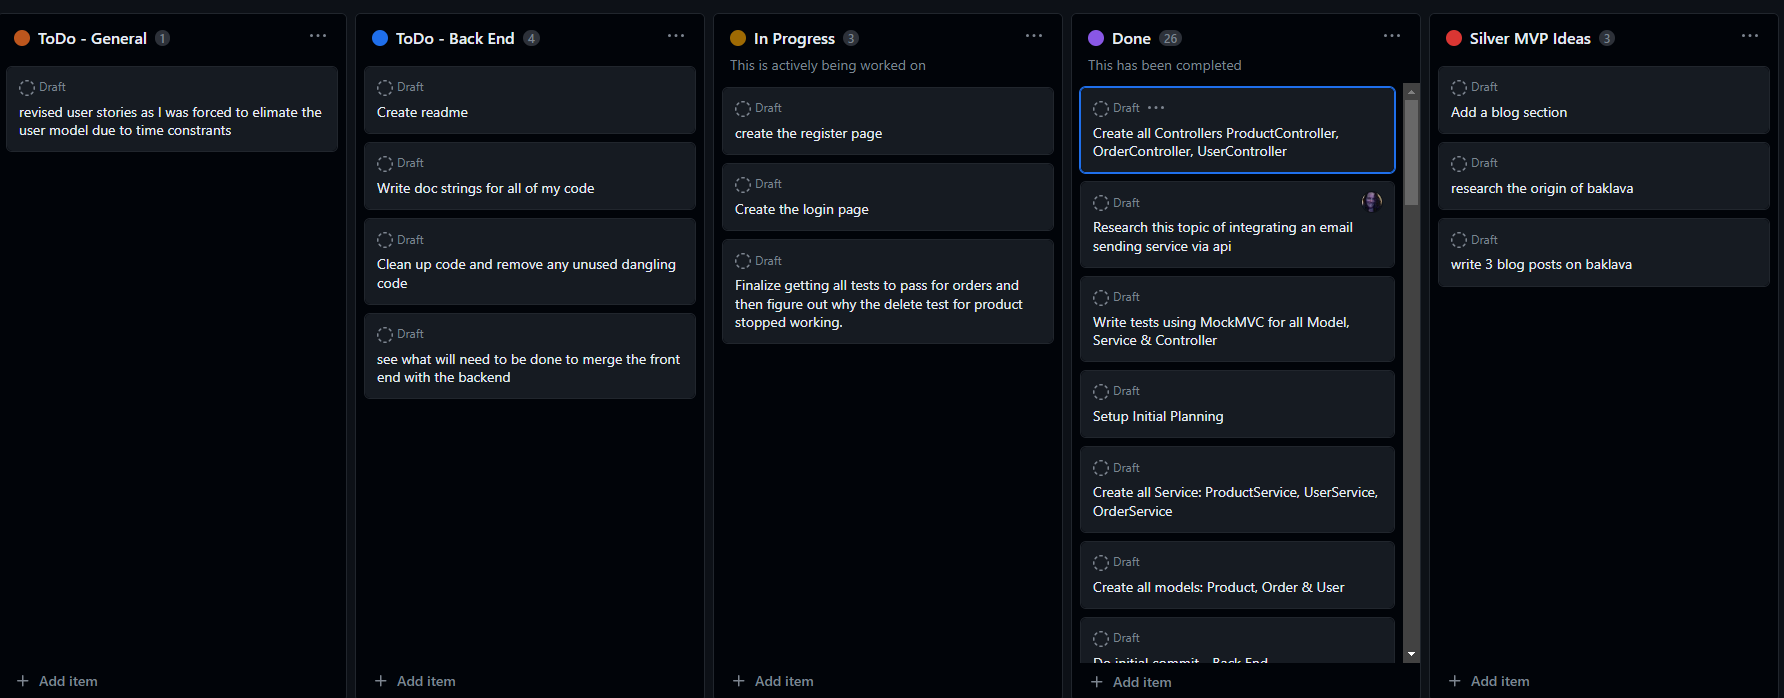 ToDo - General 1 ...
Draft
revised user stories as I was forced to elimate the
user model due to time constrants
+ Add item
ToDo - Back End 4 ...
Draft
Create readme
Draft
Write doc strings for all of my code
Draft
Clean up code and remove any unused dangling
code
Draft
see what will need to be done to merge the front
end with the backend
+ Add item
In Progress 3 ...
This is actively being worked on
Draft
create the register page
Draft
Create the login page
Draft
Finalize getting all tests to pass for orders and
then figure out why the delete test for product
stopped working.
+ Add item
Done 26 ...
This has been completed
Draft ...
Create all Controllers ProductController,
OrderController, UserController
Draft
Research this topic of integrating an email
sending service via api
Draft
Write tests using MockMVC for all Model,
Service & Controller
Draft
Setup Initial Planning
Draft
Create all Service: ProductService, UserService,
OrderService
Draft
Create all models: Product, Order & User
Draft
Do initial commit - Back End
+ Add item
Silver MVP Ideas 3 ...
Draft
Add a blog section
Draft
research the origin of baklava
Draft
write 3 blog posts on baklava
+ Add item